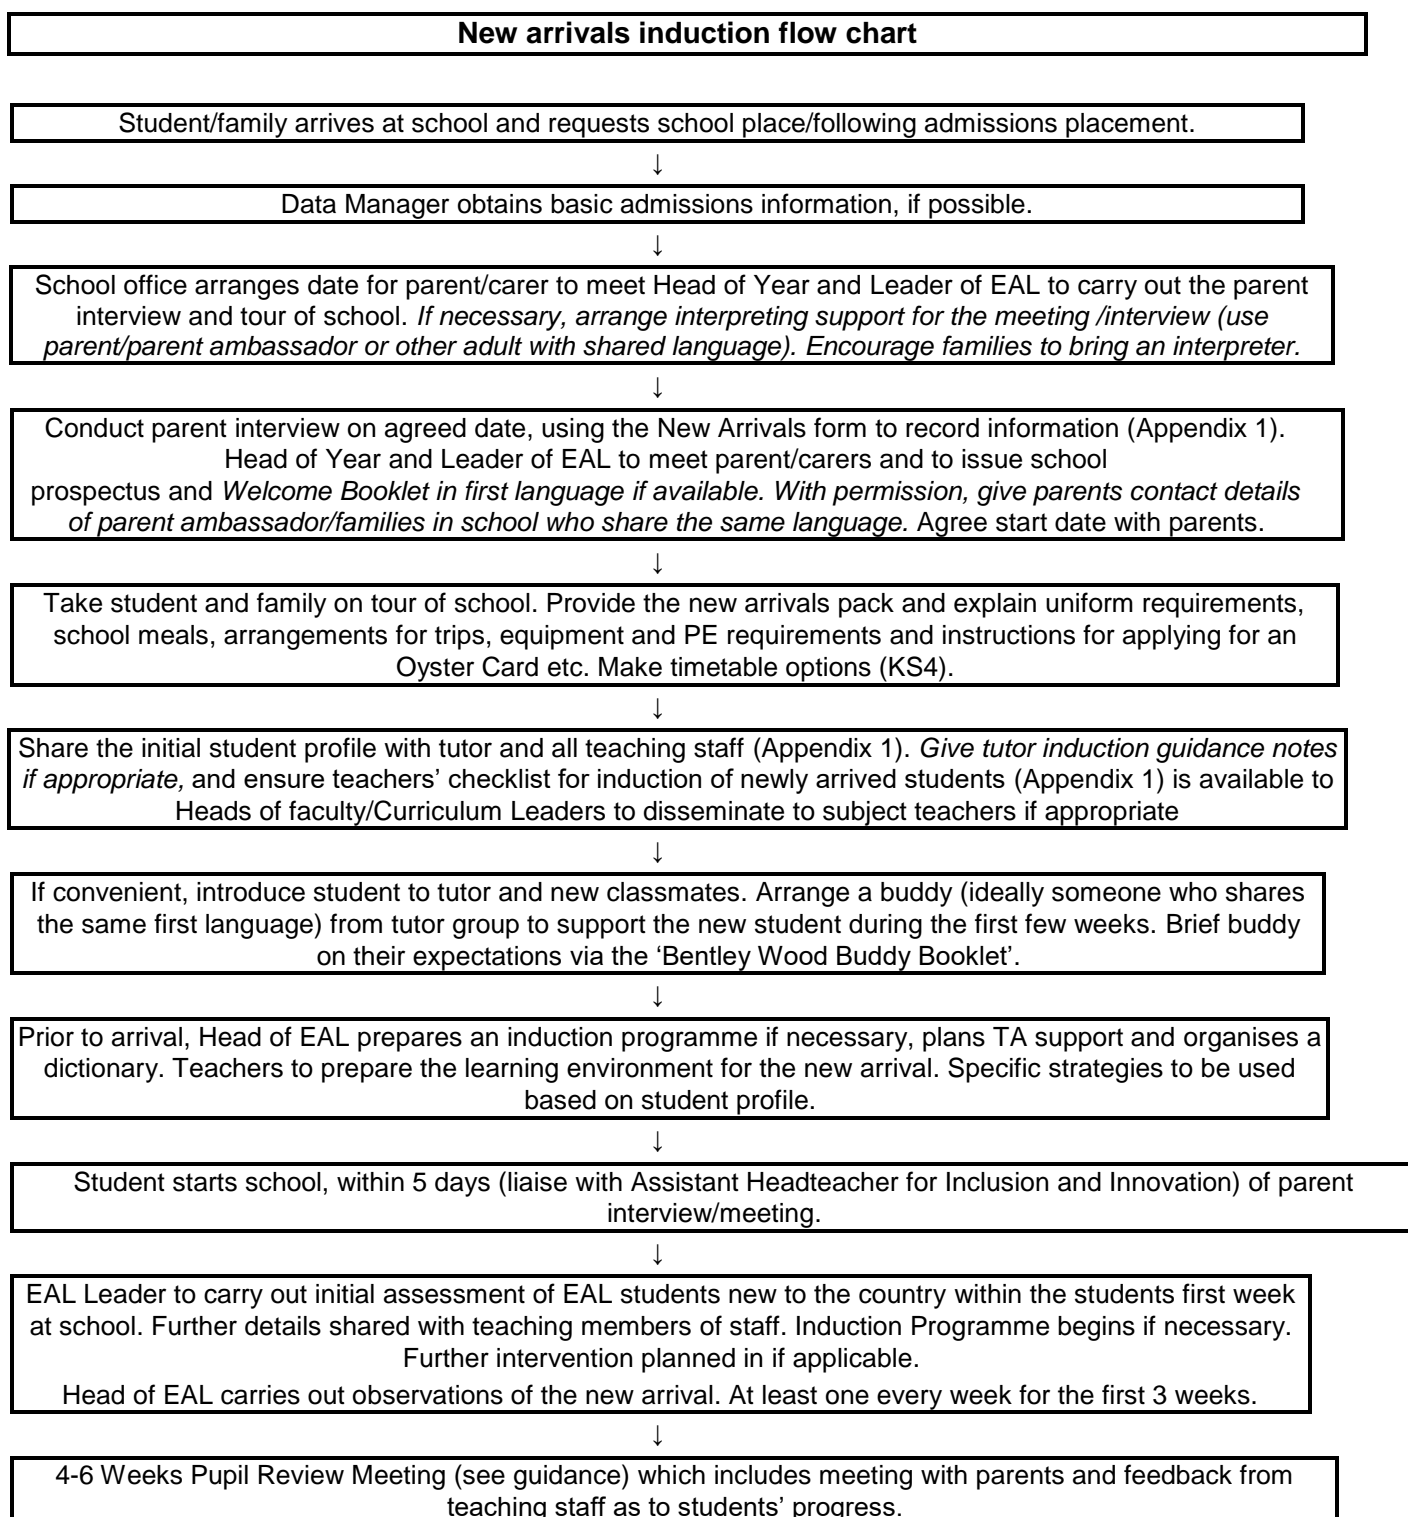 New arrivals induction flow chart
Student/family arrives at school and requests school place/following admissions placement.
↓
Data Manager obtains basic admissions information, if possible.
↓
School office arranges date for parent/carer to meet Head of Year and Leader of EAL to carry out the parent
interview and tour of school. If necessary, arrange interpreting support for the meeting /interview (use
parent/parent ambassador or other adult with shared language). Encourage families to bring an interpreter.
↓
Conduct parent interview on agreed date, using the New Arrivals form to record information (Appendix 1).
Head of Year and Leader of EAL to meet parent/carers and to issue school
prospectus and Welcome Booklet in first language if available. With permission, give parents contact details
of parent ambassador/families in school who share the same language. Agree start date with parents.
↓
Take student and family on tour of school. Provide the new arrivals pack and explain uniform requirements,
school meals, arrangements for trips, equipment and PE requirements and instructions for applying for an
Oyster Card etc. Make timetable options (KS4).
↓
Share the initial student profile with tutor and all teaching staff (Appendix 1). Give tutor induction guidance notes
if appropriate, and ensure teachers’ checklist for induction of newly arrived students (Appendix 1) is available to
Heads of faculty/Curriculum Leaders to disseminate to subject teachers if appropriate
↓
If convenient, introduce student to tutor and new classmates. Arrange a buddy (ideally someone who shares
the same first language) from tutor group to support the new student during the first few weeks. Brief buddy
on their expectations via the ‘Bentley Wood Buddy Booklet’.
↓
Prior to arrival, Head of EAL prepares an induction programme if necessary, plans TA support and organises a
dictionary. Teachers to prepare the learning environment for the new arrival. Specific strategies to be used
based on student profile.
↓
Student starts school, within 5 days (liaise with Assistant Headteacher for Inclusion and Innovation) of parent
interview/meeting.
↓
EAL Leader to carry out initial assessment of EAL students new to the country within the students first week
at school. Further details shared with teaching members of staff. Induction Programme begins if necessary.
Further intervention planned in if applicable.
Head of EAL carries out observations of the new arrival. At least one every week for the first 3 weeks.
↓
4-6 Weeks Pupil Review Meeting (see guidance) which includes meeting with parents and feedback from
teaching staff as to students’ progress.